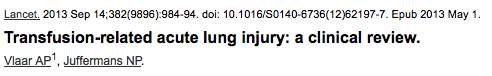 Lancet. 2013 Sep 14;382(9896):984-94. doi: 10.1016/S0140-6736(12)62197-7. Epub 2013 May 1.
Transfusion-related acute lung injury: a clinical review.
Vlaar AP1, Juffermans NP.